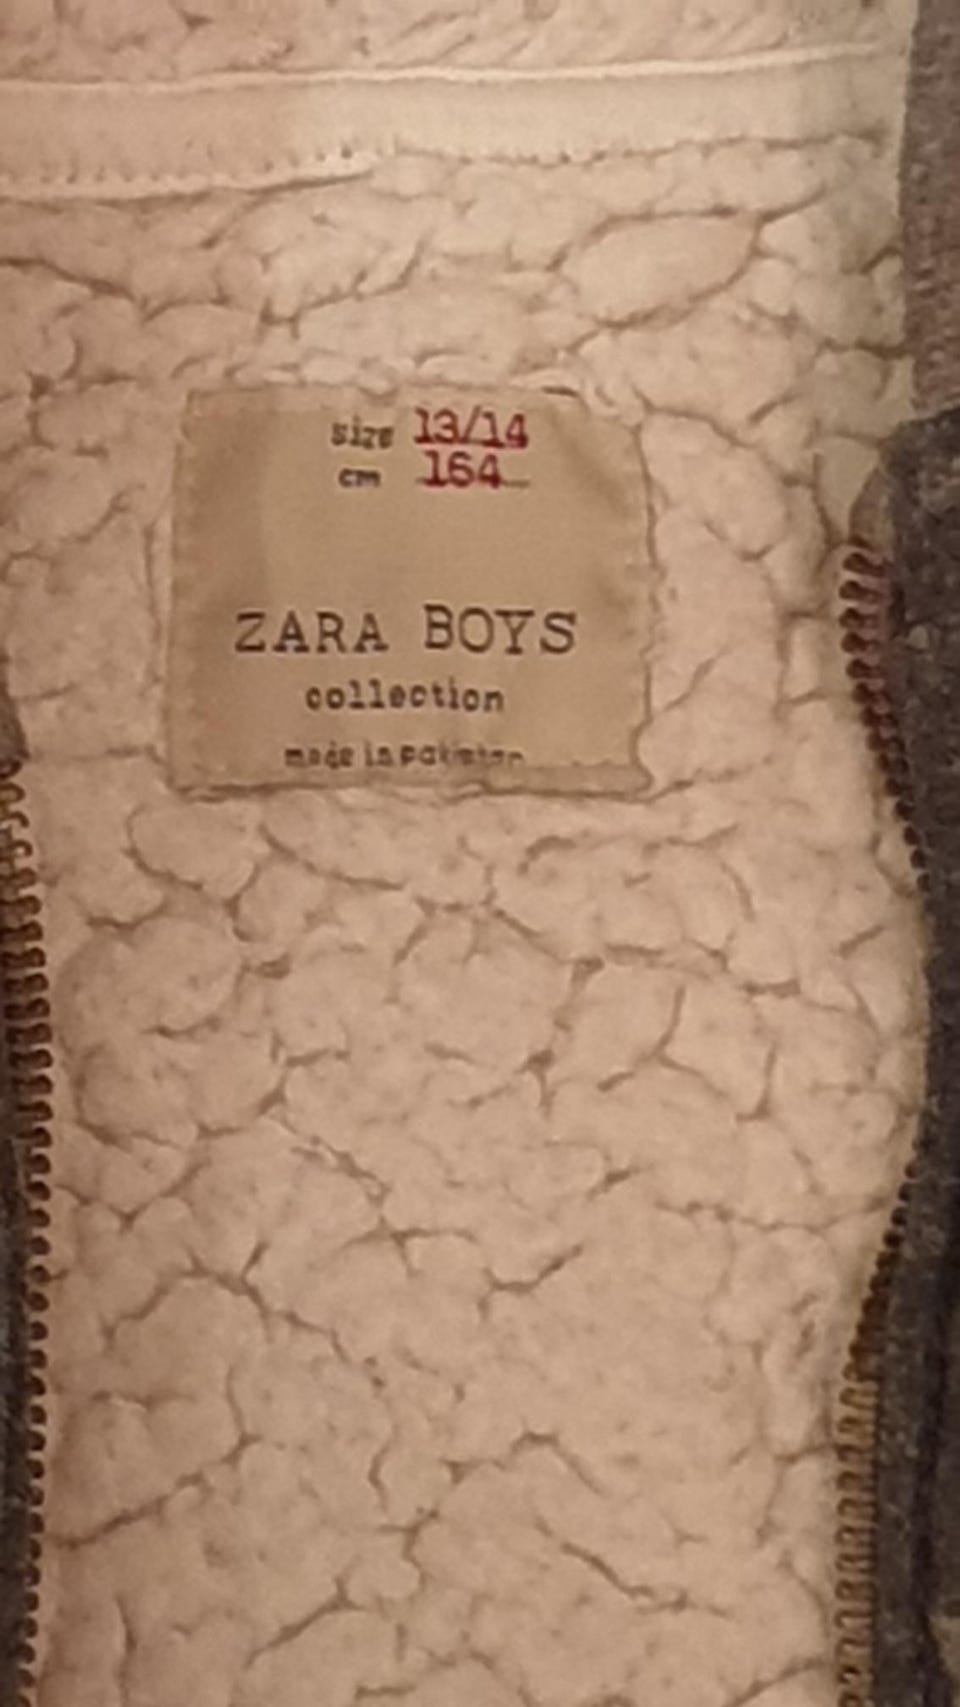 size 13/14
cm 164
ZARA BOYS
collection
made in pakistan